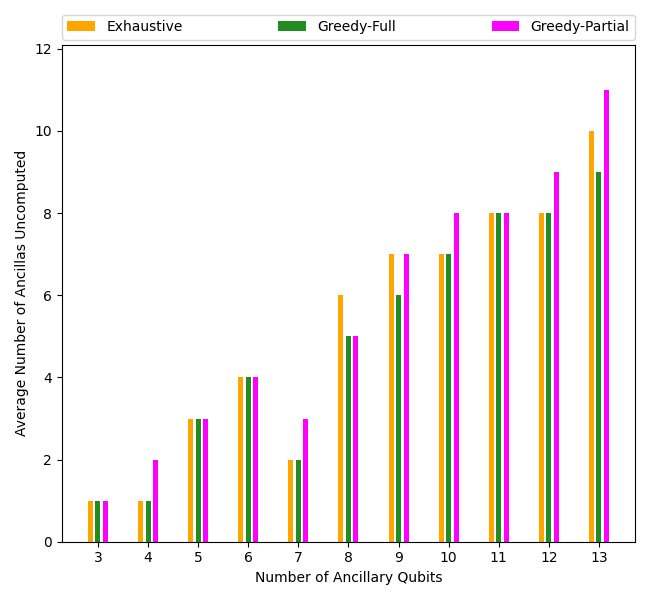 Exhaustive Greedy-Full Greedy-Partial
12
10
8
6
4
2
0
Average Number of Ancillas Uncomputed
3 4 5 6 7 8 9 10 11 12 13
Number of Ancillary Qubits